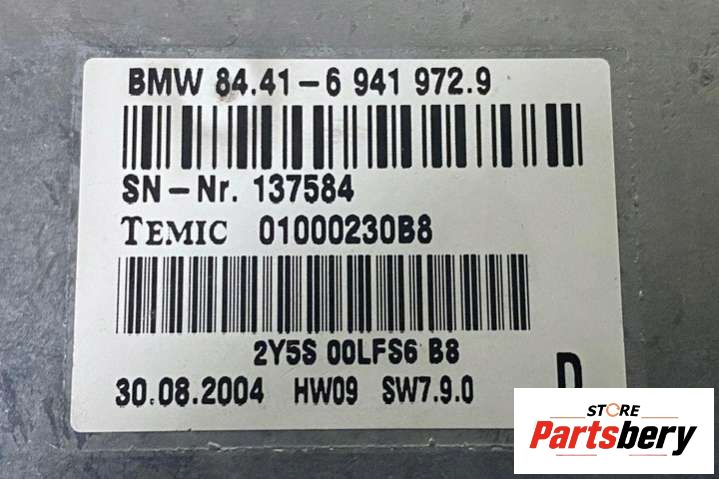 BMW 84.41-6 941 972.9
SN-Nr. 137584
TEMIC 01000230B8
2Y5S 00LFS6 B8
30.08.2004 HW09 SW7.9.0
STORE
Partsbery